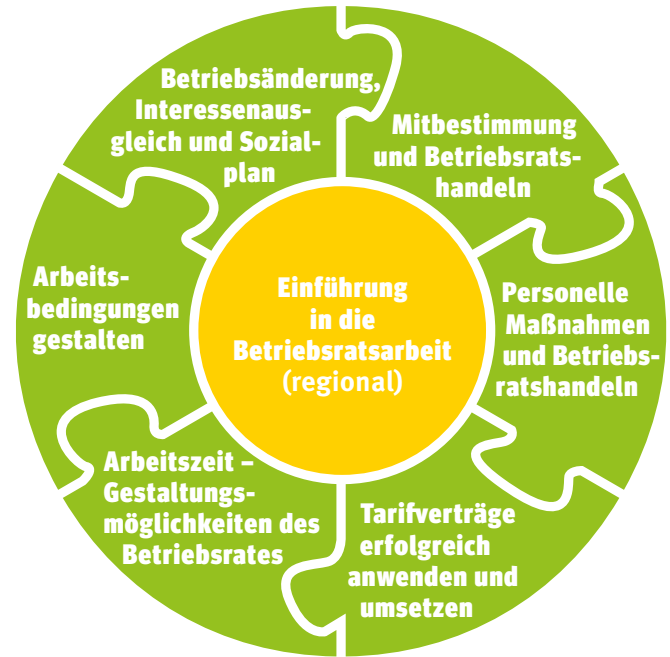 Betriebsänderung,
Interessenaus-
gleich und Sozial-
plan
Mitbestimmung
und Betriebsrats-
handeln
Personelle
Maßnahmen
und Betriebs-
ratshandeln
Tarifverträge
erfolgreich
anwenden und
umsetzen
Arbeitszeit –
Gestaltungs-
möglichkeiten des
Betriebsrates
Arbeits-
bedingungen
gestalten
Einführung
in die
Betriebsratsarbeit
(regional)